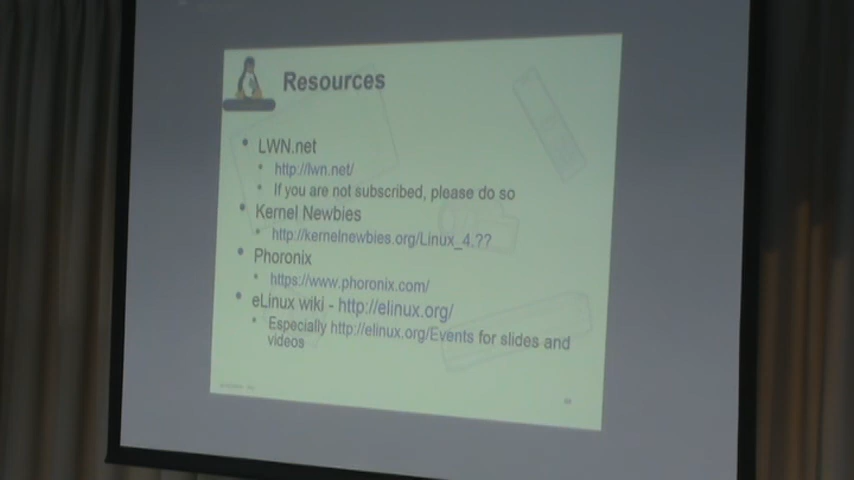 Resources
• LWN.net
• http://lwn.net/
• If you are not subscribed, please do so
• Kernel Newbies
• http://kernelnewbies.org/Linux_4.??
• Phoronix
• https://www.phoronix.com/
• eLinux wiki - http://elinux.org/
• Especially http://elinux.org/Events for slides and
videos